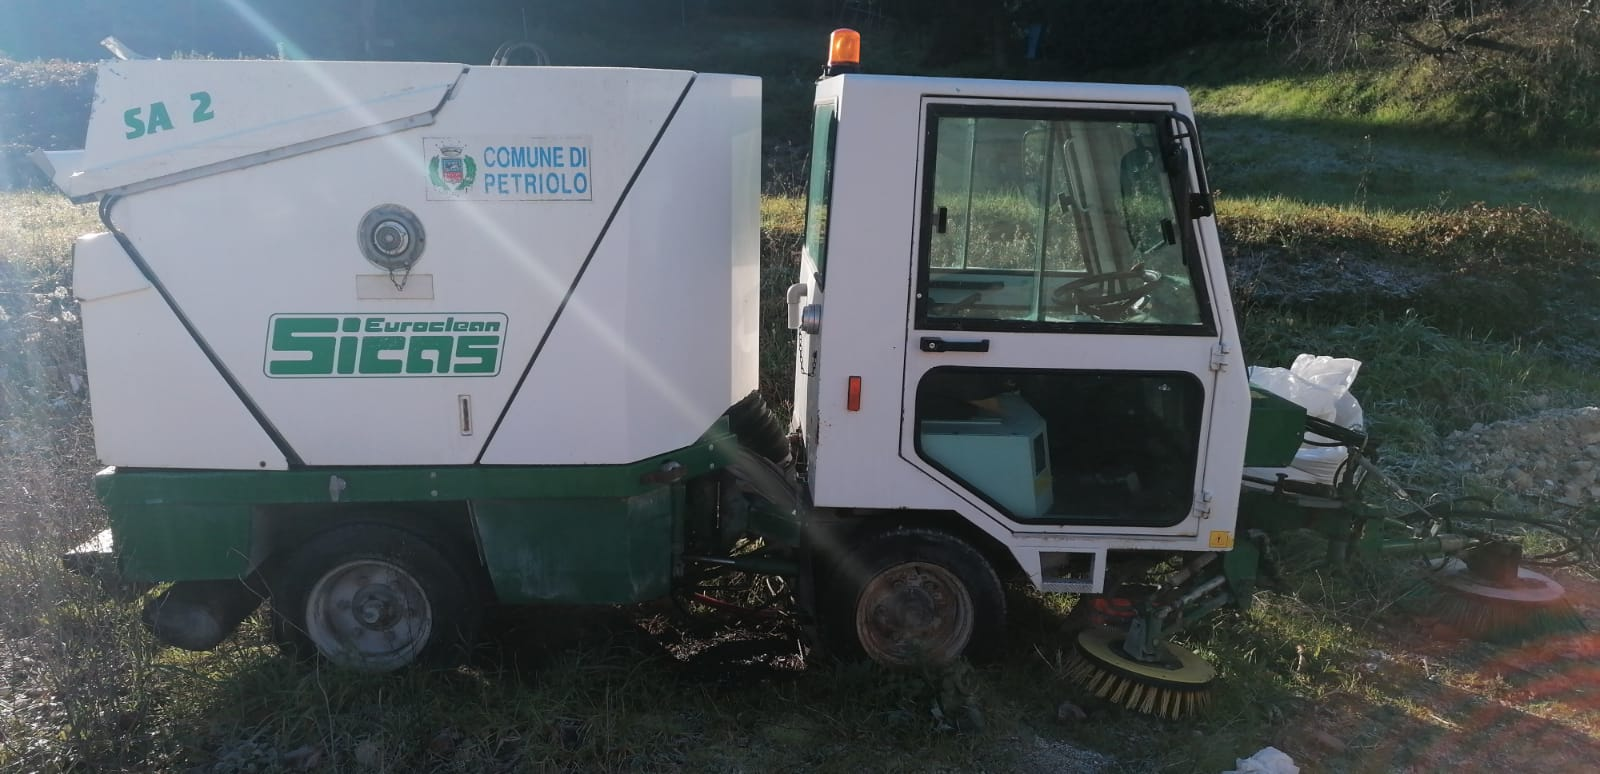 SA 2
COMUNE DI
PETRIOLO
Euroclean
Sicas